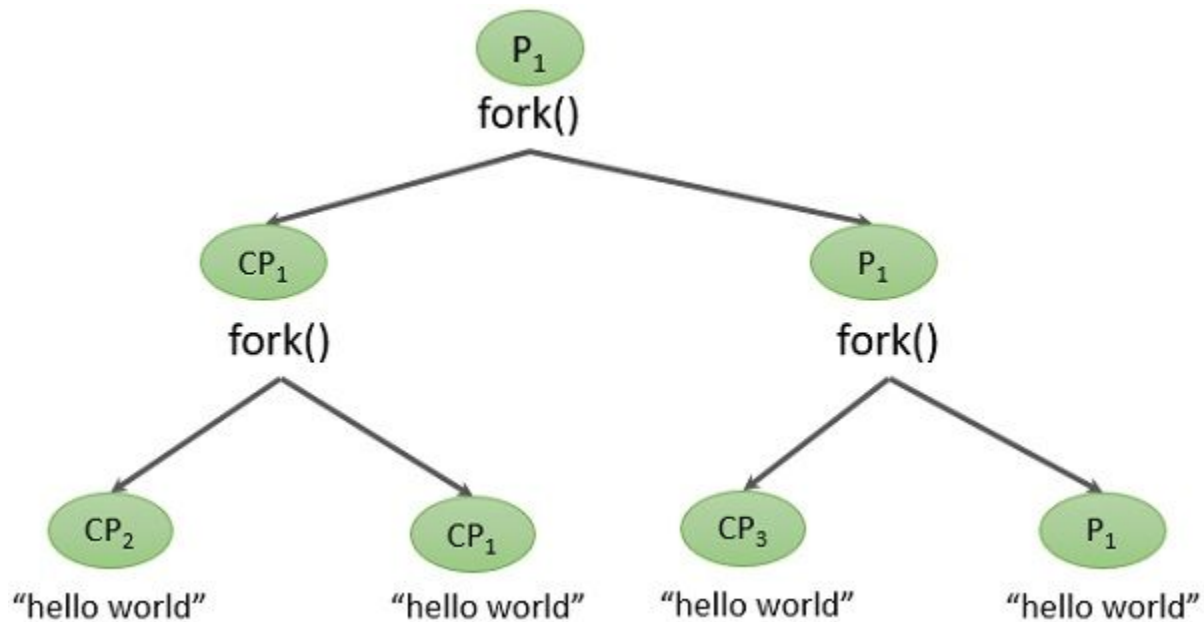 P₁
fork()
CP₁ P₁
fork() fork()
CP₂ CP₁ CP₃ P₁
“hello world” “hello world” “hello world” “hello world”